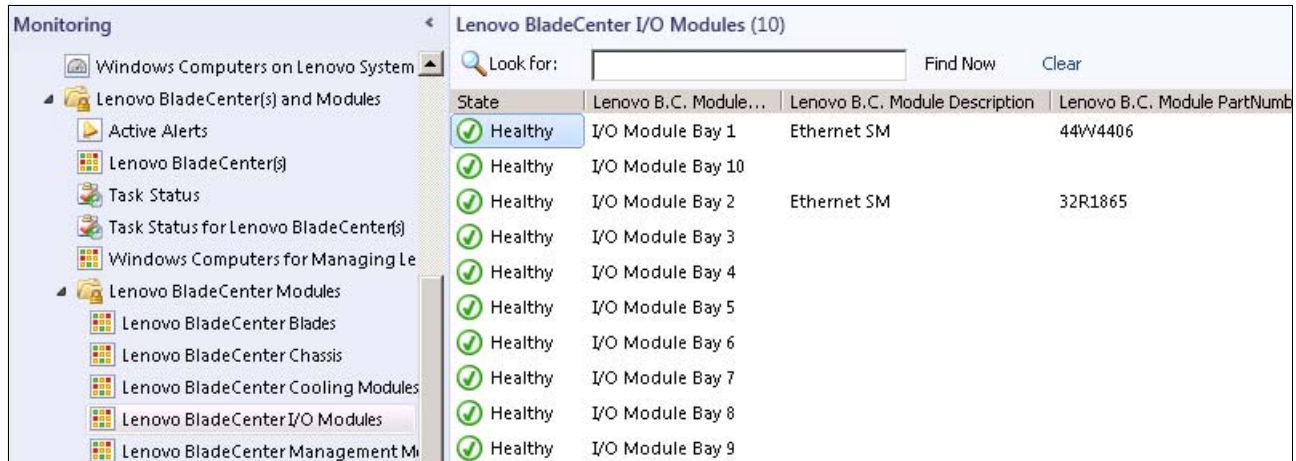 Monitoring
Windows Computers on Lenovo System
Lenovo BladeCenter(s) and Modules
Active Alerts
Lenovo BladeCenter(s)
Task Status
Task Status for Lenovo BladeCenter(s)
Windows Computers for Managing Le
Lenovo BladeCenter Modules
Lenovo BladeCenter Blades
Lenovo BladeCenter Chassis
Lenovo BladeCenter Cooling Modules
Lenovo BladeCenter I/O Modules
Lenovo BladeCenter Management M
Lenovo BladeCenter I/O Modules (10)
Look for: Find Now Clear
State Lenovo B.C. Module... Lenovo B.C. Module Description Lenovo B.C. Module PartNumb
Healthy I/O Module Bay 1 Ethernet SM 44W4406
Healthy I/O Module Bay 10
Healthy I/O Module Bay 2 Ethernet SM 32R1865
Healthy I/O Module Bay 3
Healthy I/O Module Bay 4
Healthy I/O Module Bay 5
Healthy I/O Module Bay 6
Healthy I/O Module Bay 7
Healthy I/O Module Bay 8
Healthy I/O Module Bay 9